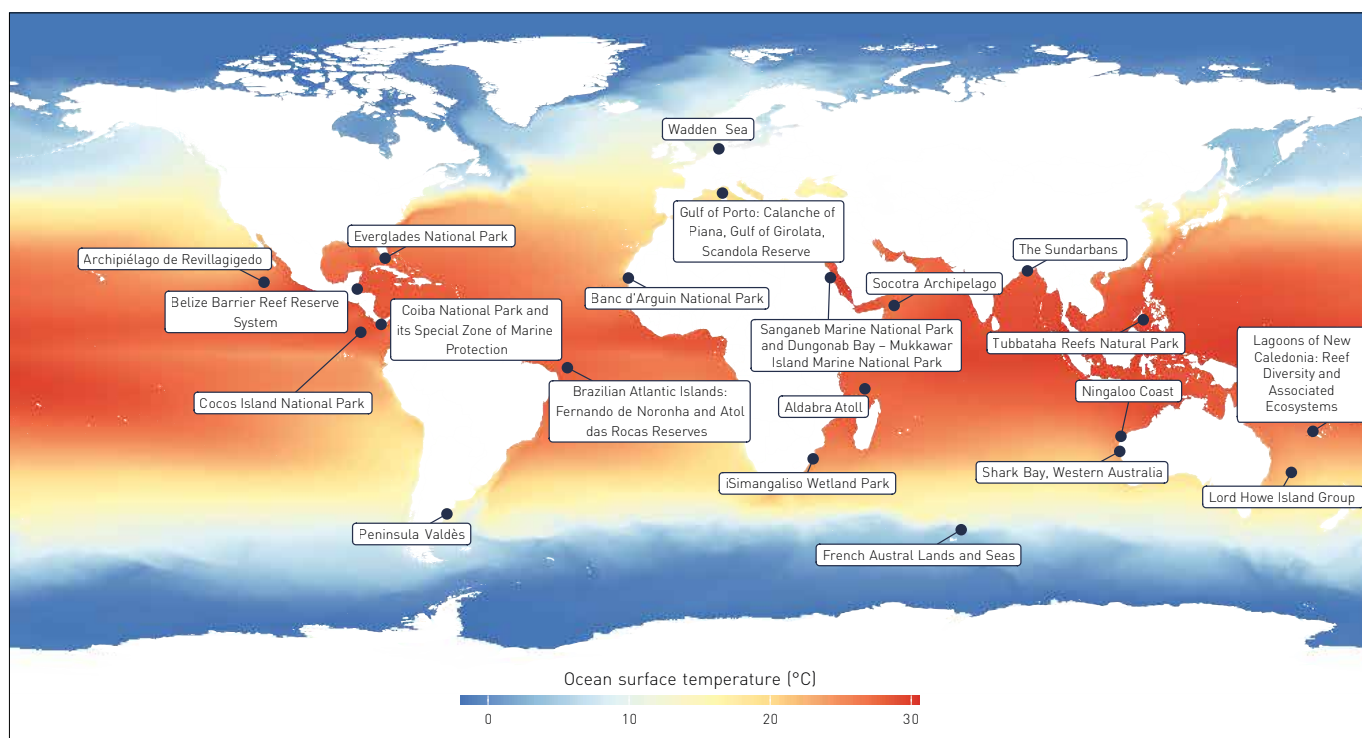 Wadden Sea
Gulf of Porto: Calanche of
Piana, Gulf of Girolata,
Scandola Reserve
Everglades National Park
Archipiélago de Revillagigedo
The Sundarbans
Socotra Archipelago
Belize Barrier Reef Reserve
System
Banc d'Arguin National Park
Coiba National Park and
its Special Zone of Marine
Protection
Sanganeb Marine National Park
and Dungonab Bay – Mukkawar
Island Marine National Park
Tubbataha Reefs Natural Park
Lagoons of New
Caledonia: Reef
Diversity and
Associated
Ecosystems
Cocos Island National Park
Brazilian Atlantic Islands:
Fernando de Noronha and Atol
das Rocas Reserves
Aldabra Atoll
Ningaloo Coast
iSimangaliso Wetland Park
Shark Bay, Western Australia
Lord Howe Island Group
Peninsula Valdès
French Austral Lands and Seas
Ocean surface temperature (°C)
0 10 20 30